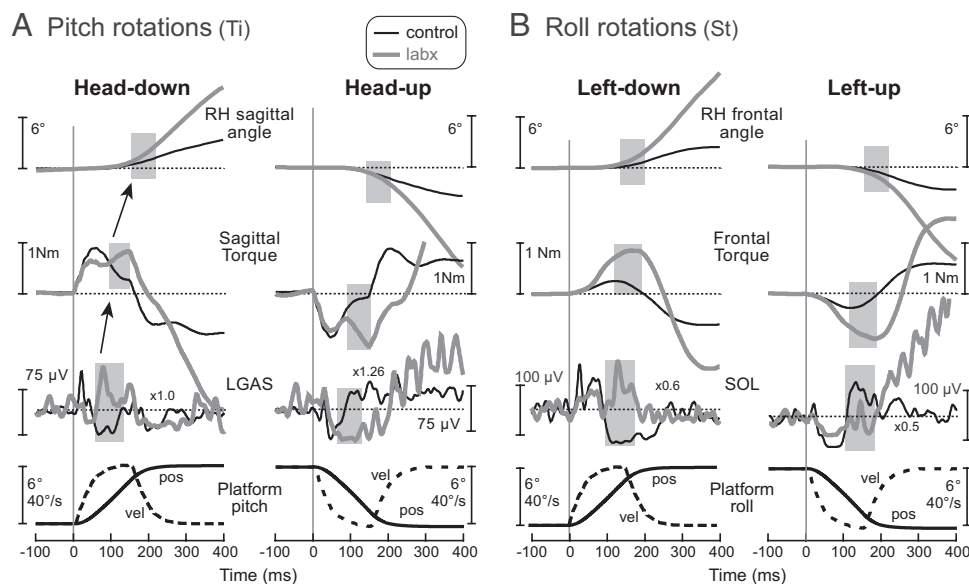 A Pitch rotations (Ti)
control
labx
B Roll rotations (St)
Head-down
Head-up
Left-down
Left-up
6°
RH sagittal
angle
6°
6°
RH frontal
angle
6°
1Nm
Sagittal
Torque
1Nm
1 Nm
Frontal
Torque
1 Nm
75 µV
x1.0
LGAS
x1.26
75 µV
100 µV
x0.6
SOL
x0.5
100 µV
6°
40°/s
pos
vel
Platform
pitch
vel
pos
6°
40°/s
6°
40°/s
pos
vel
Platform
roll
vel
pos
6°
40°/s
-100 0 100 200 300 400
-100 0 100 200 300 400
-100 0 100 200 300 400
-100 0 100 200 300 400
Time (ms)
Time (ms)
Time (ms)
Time (ms)